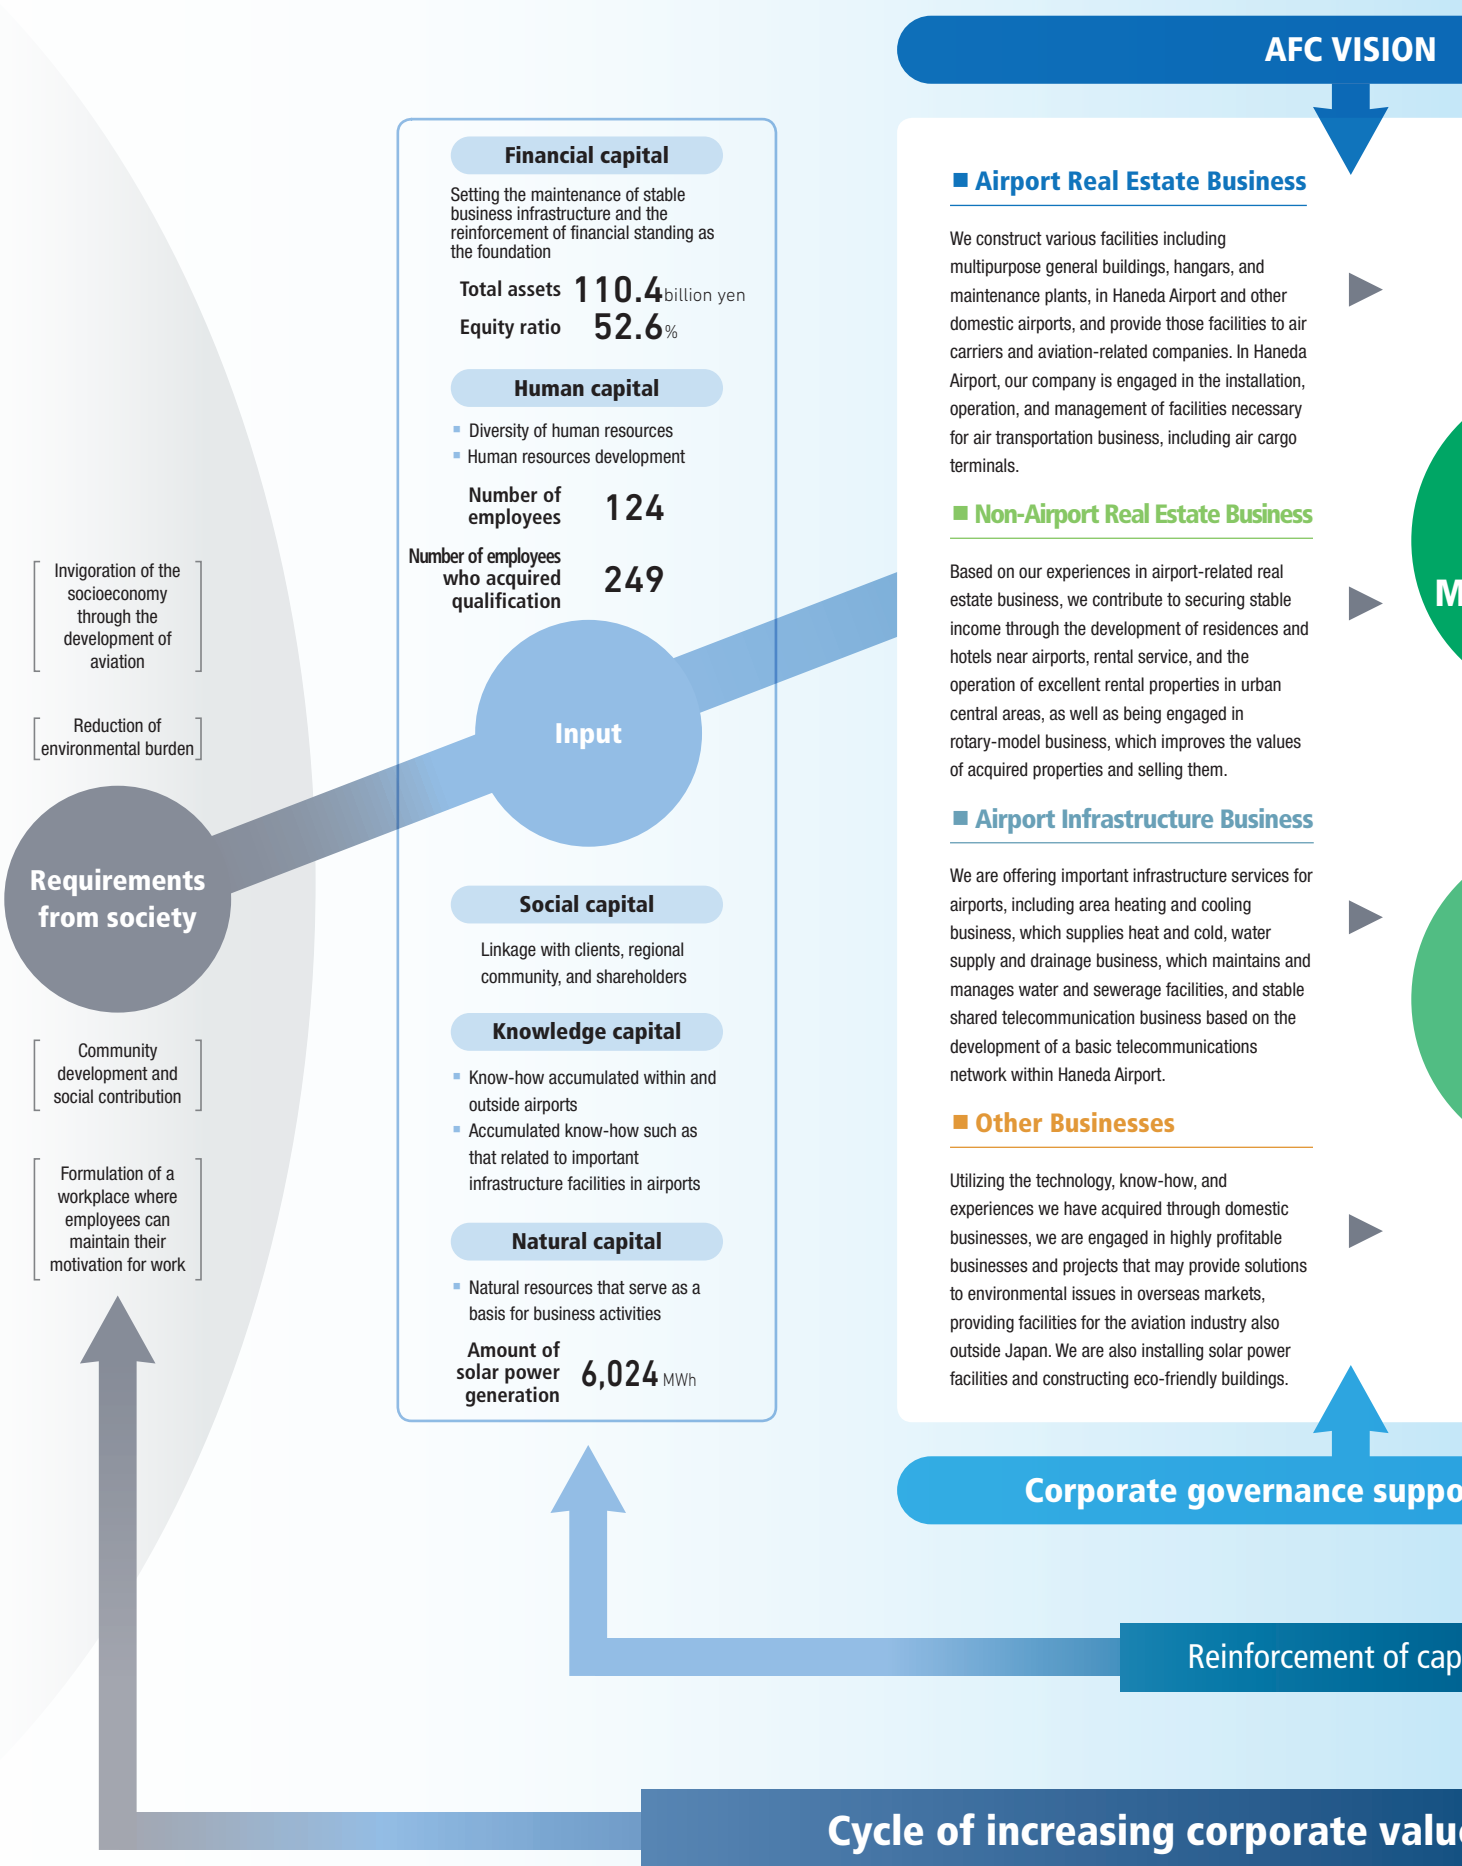 AFC VISION
Financial capital
Setting the maintenance of stable
business infrastructure and the
reinforcement of financial standing as
the foundation
Total assets 110.4 billion yen
Equity ratio 52.6%
Human capital
Diversity of human resources
Human resources development
Number of
employees 124
Number of employees
who acquired
qualification 249
Input
Social capital
Linkage with clients, regional
community, and shareholders
Knowledge capital
Know-how accumulated within and
outside airports
Accumulated know-how such as
that related to important
infrastructure facilities in airports
Natural capital
Natural resources that serve as a
basis for business activities
Amount of
solar power
generation 6,024 MWh
Invigoration of the
socioeconomy
through the
development of
aviation
Reduction of
environmental burden
Requirements
from society
Community
development and
social contribution
Formulation of a
workplace where
employees can
maintain their
motivation for work
■ Airport Real Estate Business
We construct various facilities including
multipurpose general buildings, hangars, and
maintenance plants, in Haneda Airport and other
domestic airports, and provide those facilities to air
carriers and aviation-related companies. In Haneda
Airport, our company is engaged in the installation,
operation, and management of facilities necessary
for air transportation business, including air cargo
terminals.
■ Non-Airport Real Estate Business
Based on our experiences in airport-related real
estate business, we contribute to securing stable
income through the development of residences and
hotels near airports, rental service, and the
operation of excellent rental properties in urban
central areas, as well as being engaged in
rotary-model business, which improves the values
of acquired properties and selling them.
■ Airport Infrastructure Business
We are offering important infrastructure services for
airports, including area heating and cooling
business, which supplies heat and cold, water
supply and drainage business, which maintains and
manages water and sewerage facilities, and stable
shared telecommunication business based on the
development of a basic telecommunications
network within Haneda Airport.
■ Other Businesses
Utilizing the technology, know-how, and
experiences we have acquired through domestic
businesses, we are engaged in highly profitable
businesses and projects that may provide solutions
to environmental issues in overseas markets,
providing facilities for the aviation industry also
outside Japan. We are also installing solar power
facilities and constructing eco-friendly buildings.
M
Corporate governance suppo
Reinforcement of cap
Cycle of increasing corporate valu